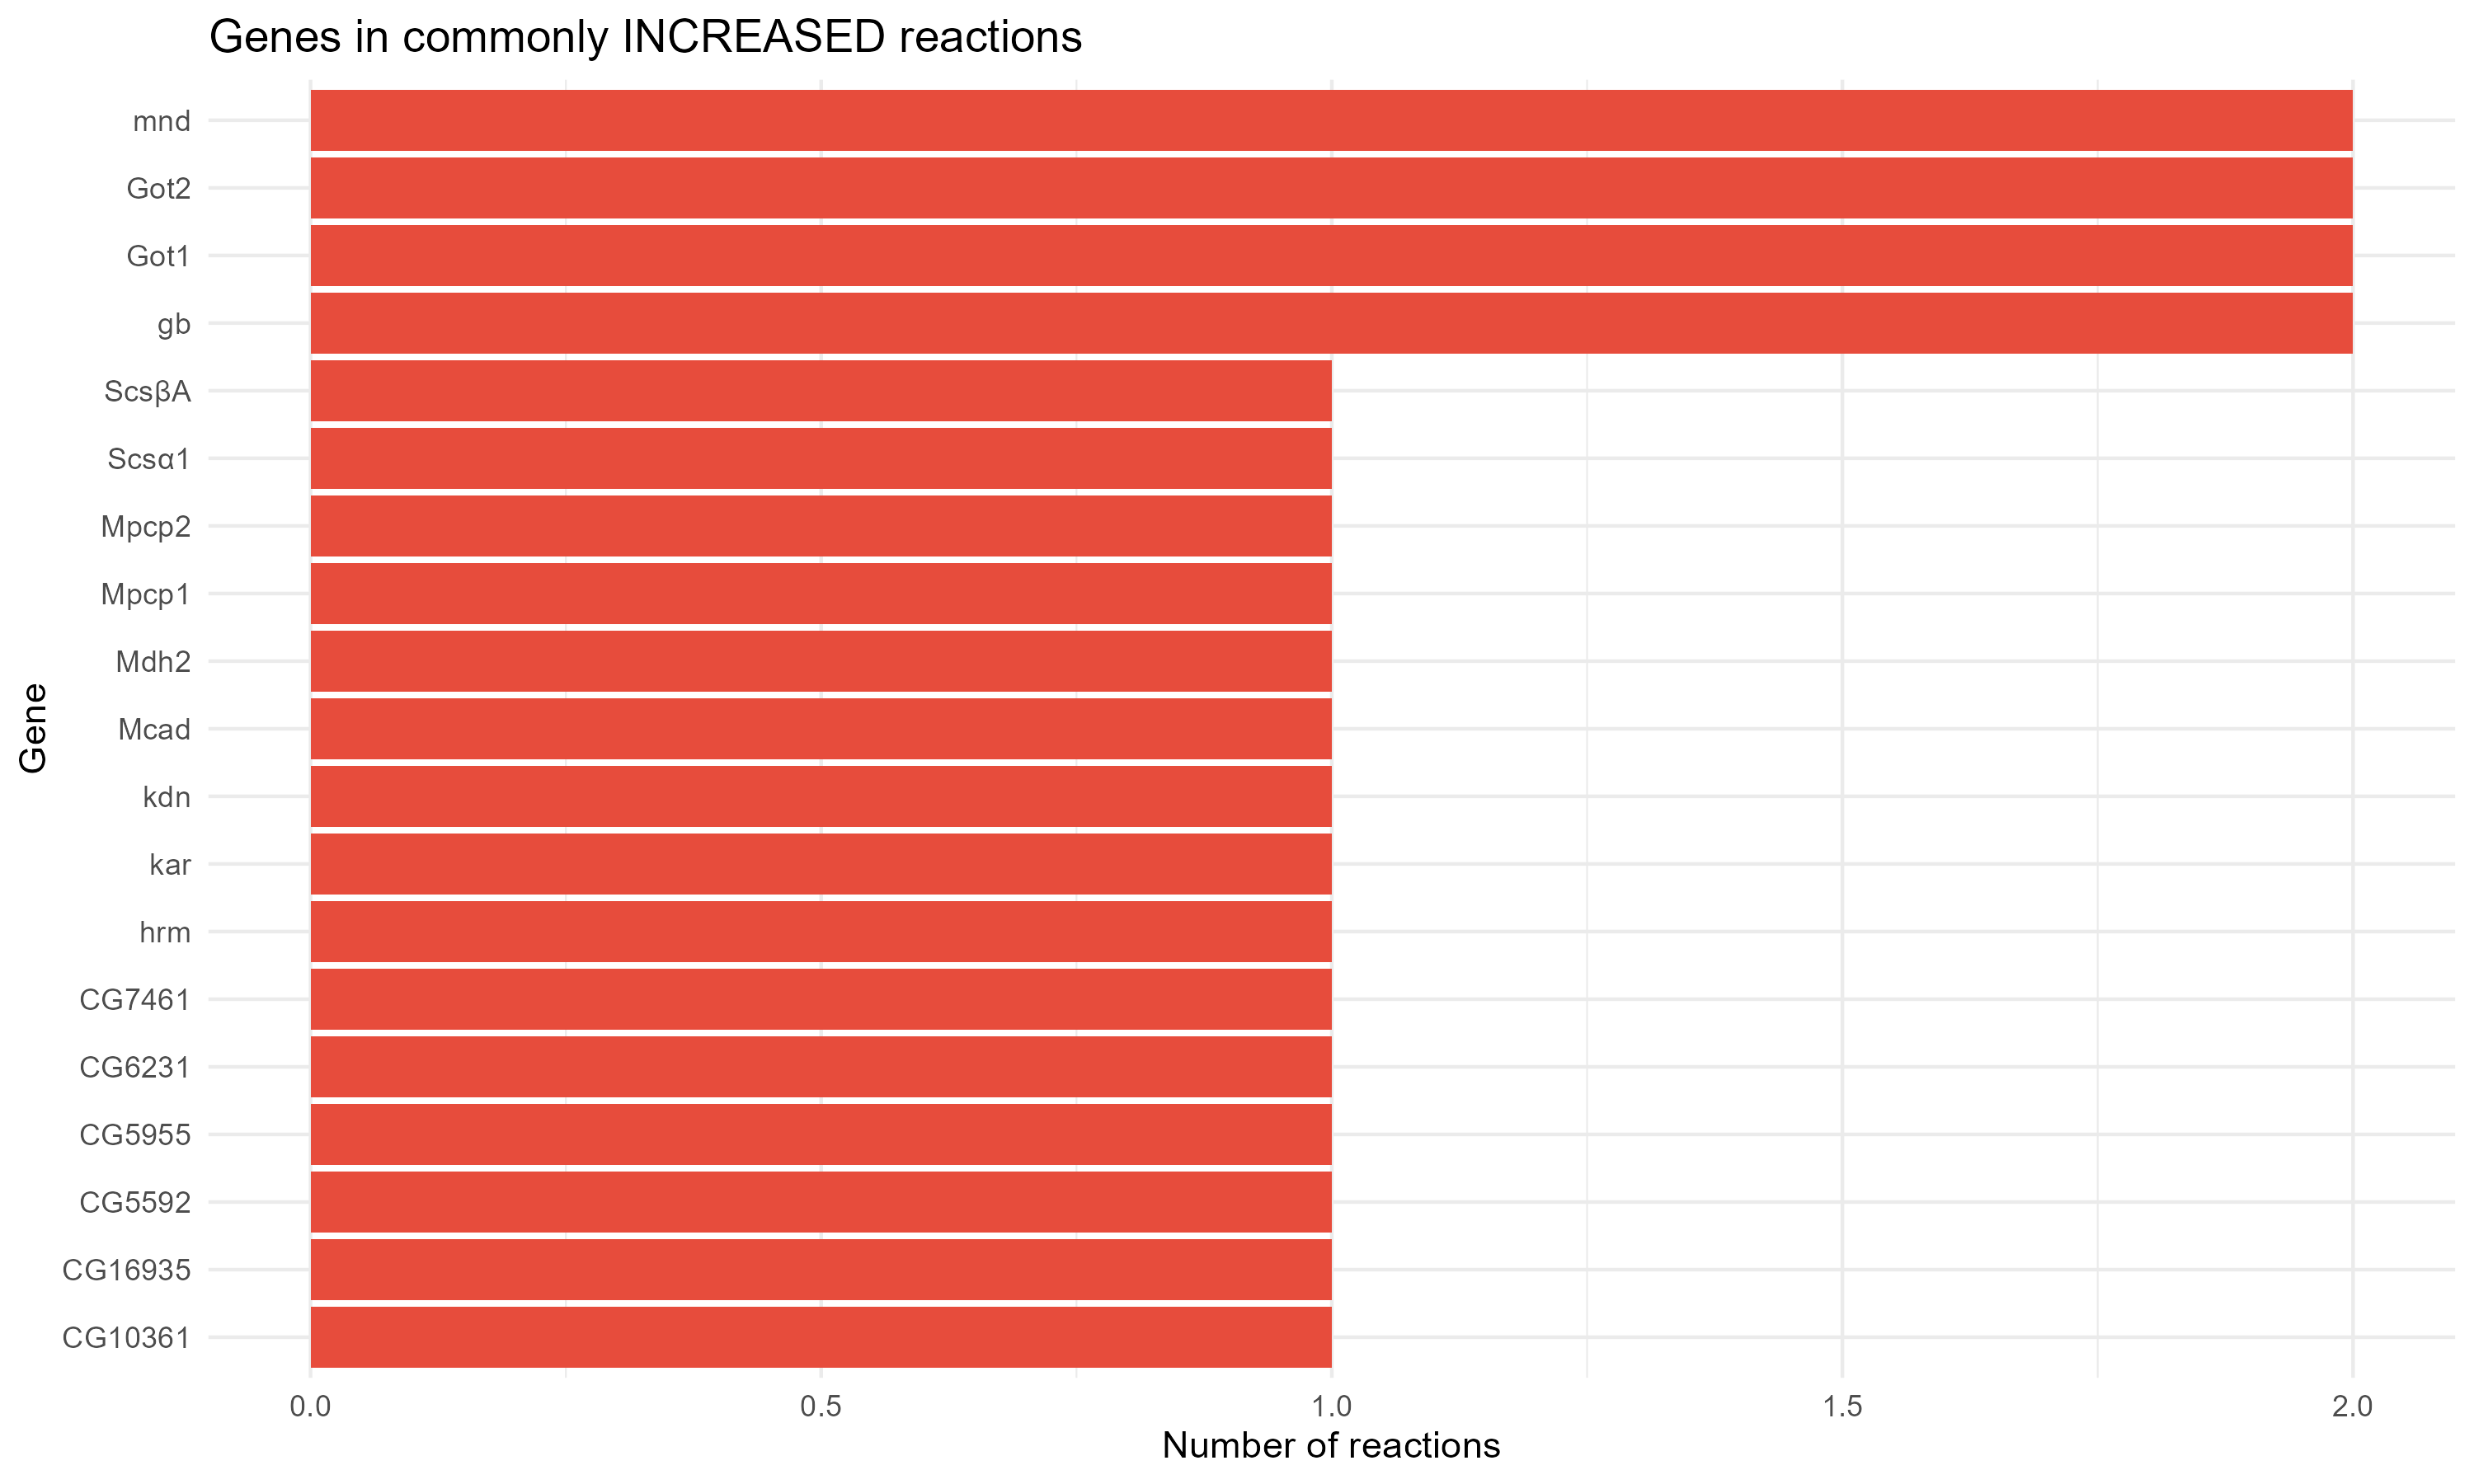 Genes in commonly INCREASED reactions
Gene
mnd
Got2
Got1
gb
ScsβA
Scsα1
Mpcp2
Mpcp1
Mdh2
Mcad
kdn
kar
hrm
CG7461
CG6231
CG5955
CG5592
CG16935
CG10361
0.0 0.5 1.0 1.5 2.0
Number of reactions